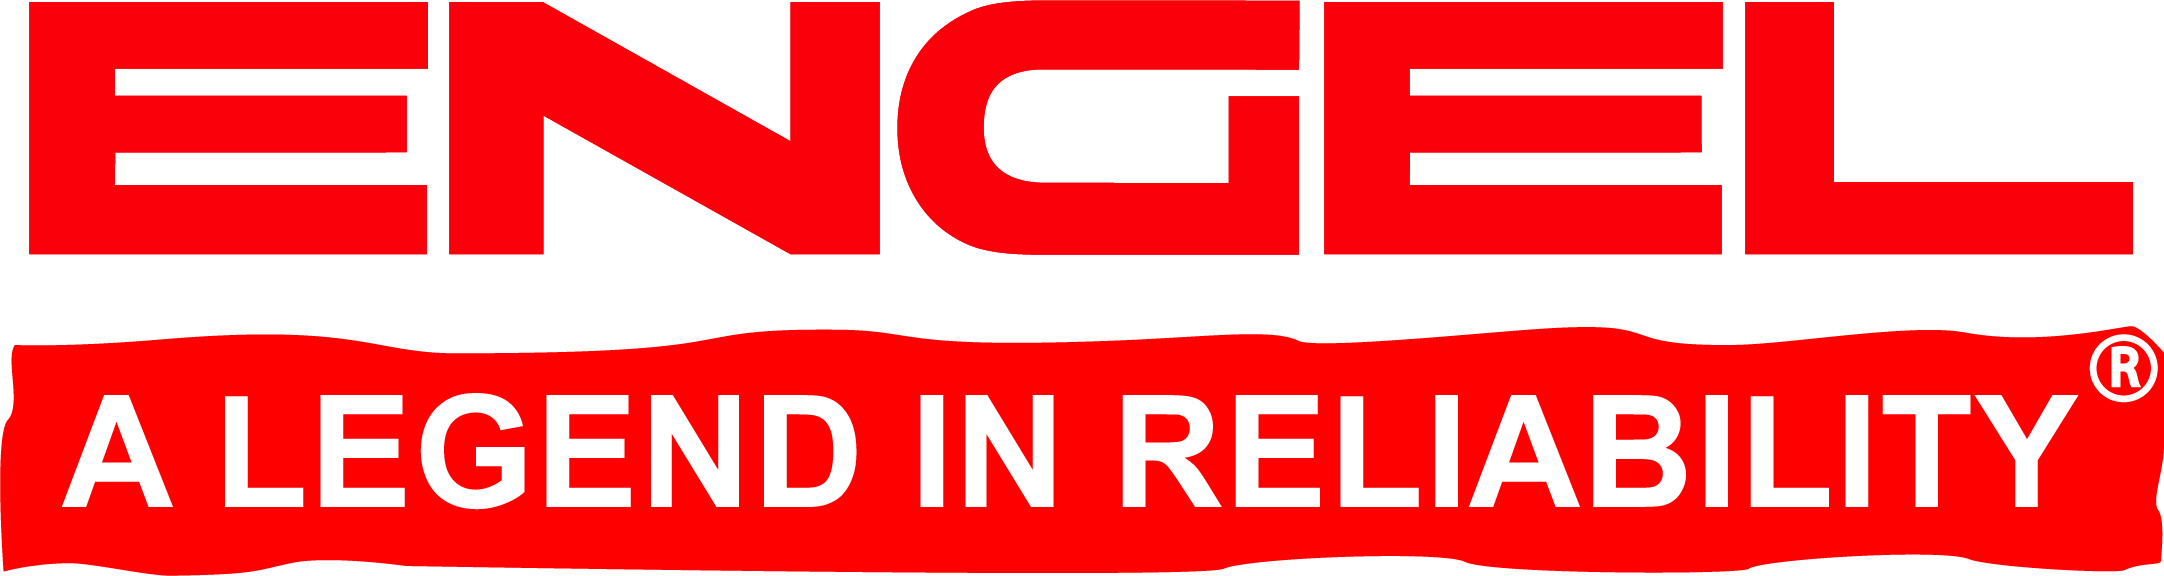 ENGEL
A LEGEND IN RELIABILITY®